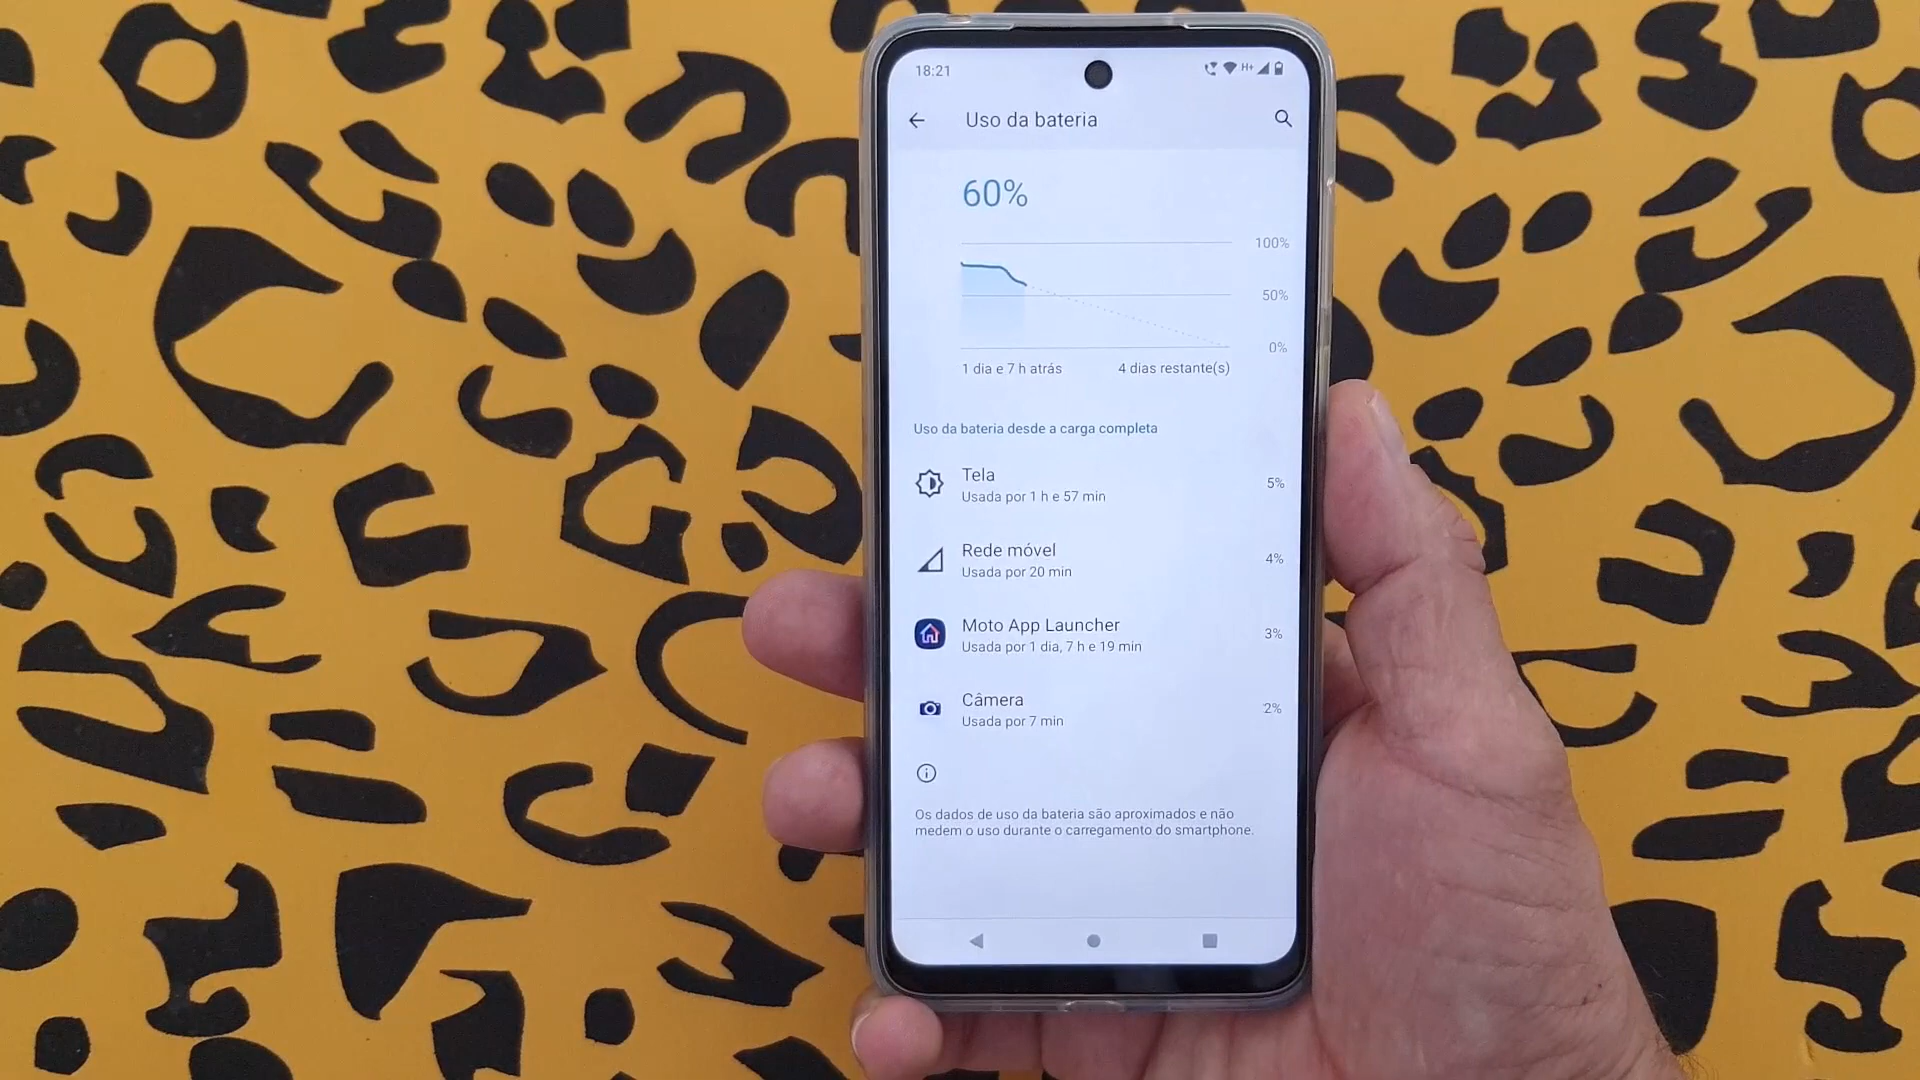 18:21
H+
Uso da bateria
60%
100%
50%
0%
1 dia e 7 h atrás
4 dias restante(s)
Uso da bateria desde a carga completa
Tela
Usada por 1 h e 57 min
5%
Rede móvel
Usada por 20 min
4%
Moto App Launcher
Usada por 1 dia, 7 h e 19 min
3%
Câmera
Usada por 7 min
2%
Os dados de uso da bateria são aproximados e não
medem o uso durante o carregamento do smartphone.